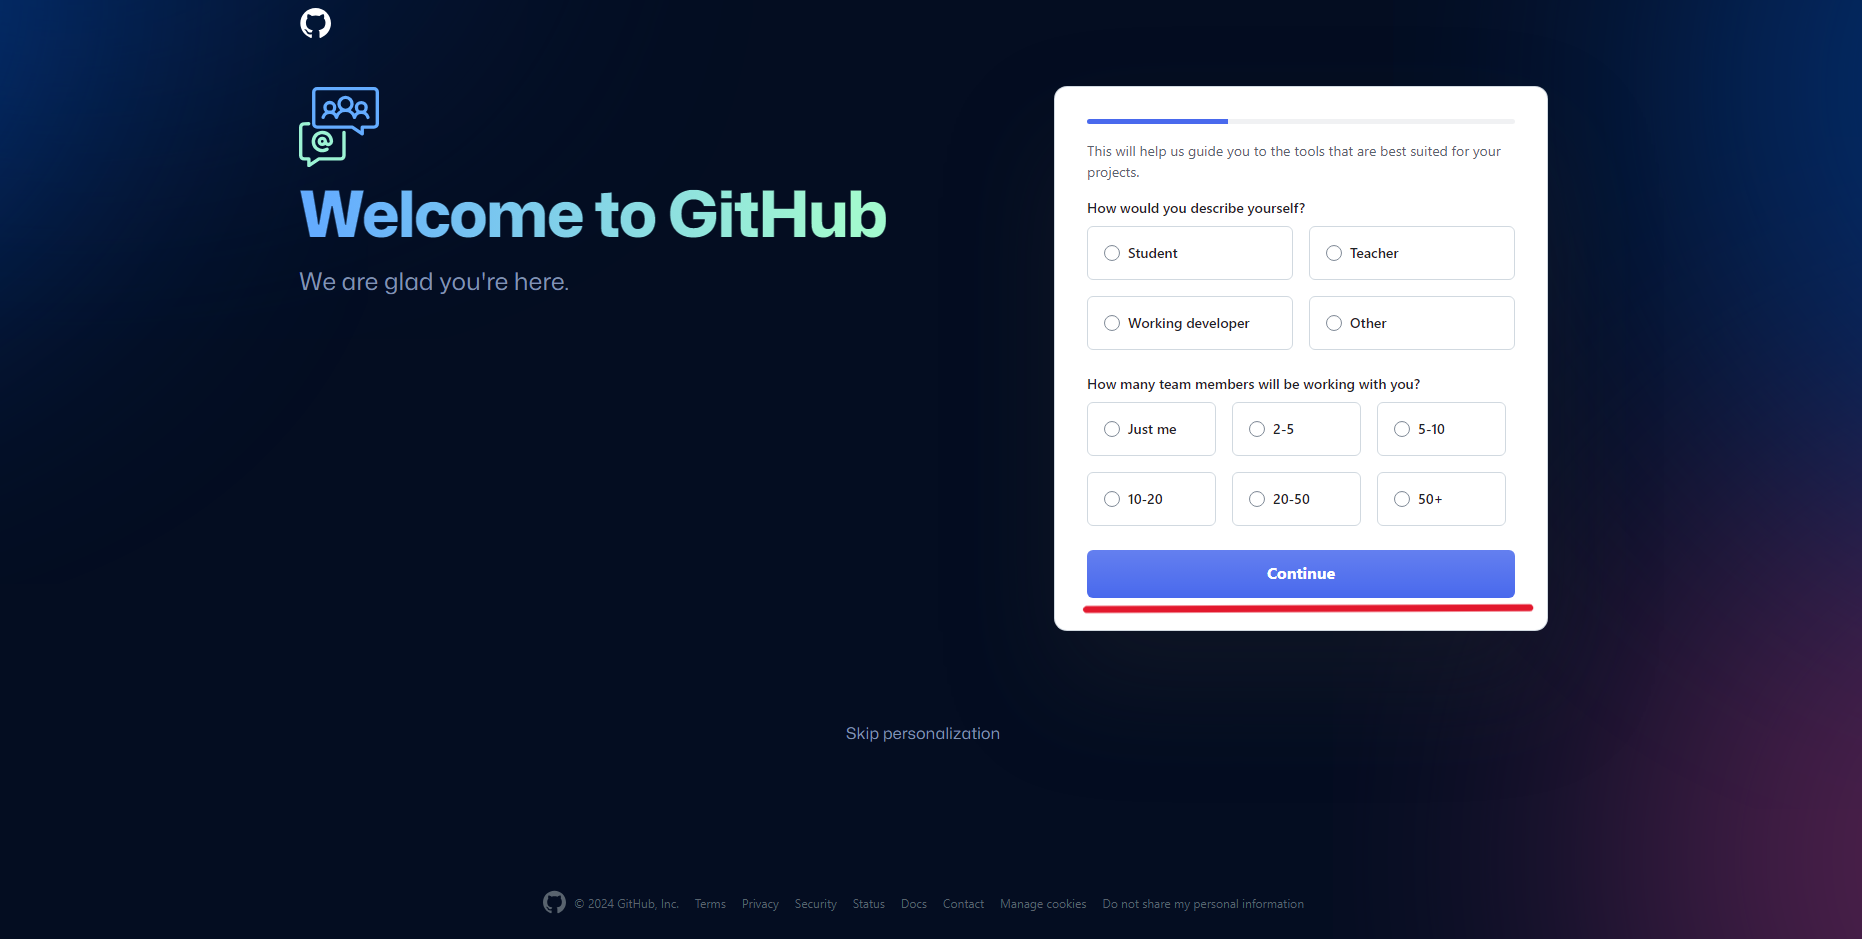 @
Welcome to GitHub
We are glad you're here.
This will help us guide you to the tools that are best suited for your
projects.
How would you describe yourself?
Student
Teacher
Working developer
Other
How many team members will be working with you?
Just me
2-5
5-10
10-20
20-50
50+
Continue
Skip personalization
© 2024 GitHub, Inc. Terms Privacy Security Status Docs Contact Manage cookies Do not share my personal information